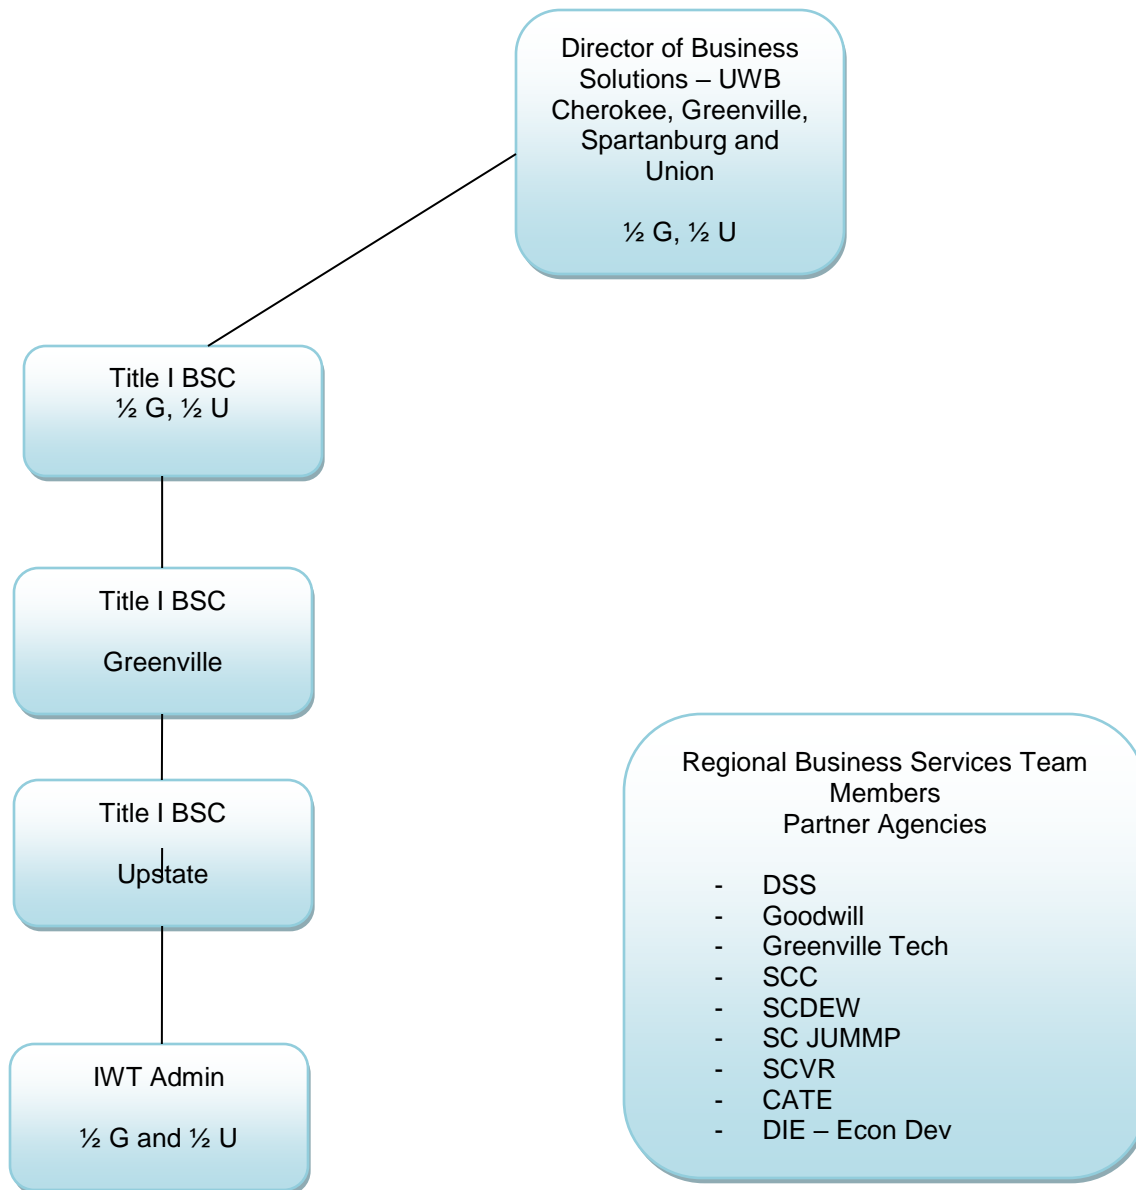 Director of Business
Solutions – UWB
Cherokee, Greenville,
Spartanburg and
Union
½ G, ½ U
Title I BSC
½ G, ½ U
Title I BSC
Greenville
Title I BSC
Upstate
IWT Admin
½ G and ½ U
Regional Business Services Team
Members
Partner Agencies
- DSS
- Goodwill
- Greenville Tech
- SCC
- SCDEW
- SC JUMMP
- SCVR
- CATE
- DIE – Econ Dev